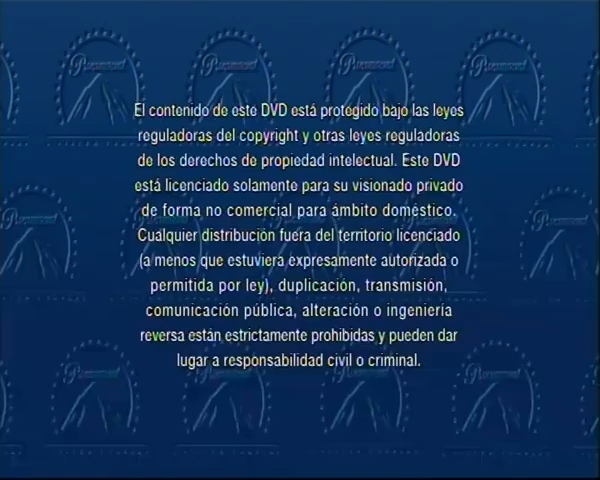 El contenido de este DVD está protegido bajo las leyes
reguladoras del copyright y otras leyes reguladoras
de los derechos de propiedad intelectual. Este DVD
está licenciado solamente para su visionado privado
de forma no comercial para ámbito doméstico.
Cualquier distribución fuera del territorio licenciado
(a menos que estuviera expresamente autorizada o
permitida por ley), duplicación, transmisión,
comunicación pública, alteración o ingeniería
reversa están estrictamente prohibidas y pueden dar
lugar a responsabilidad civil o criminal.